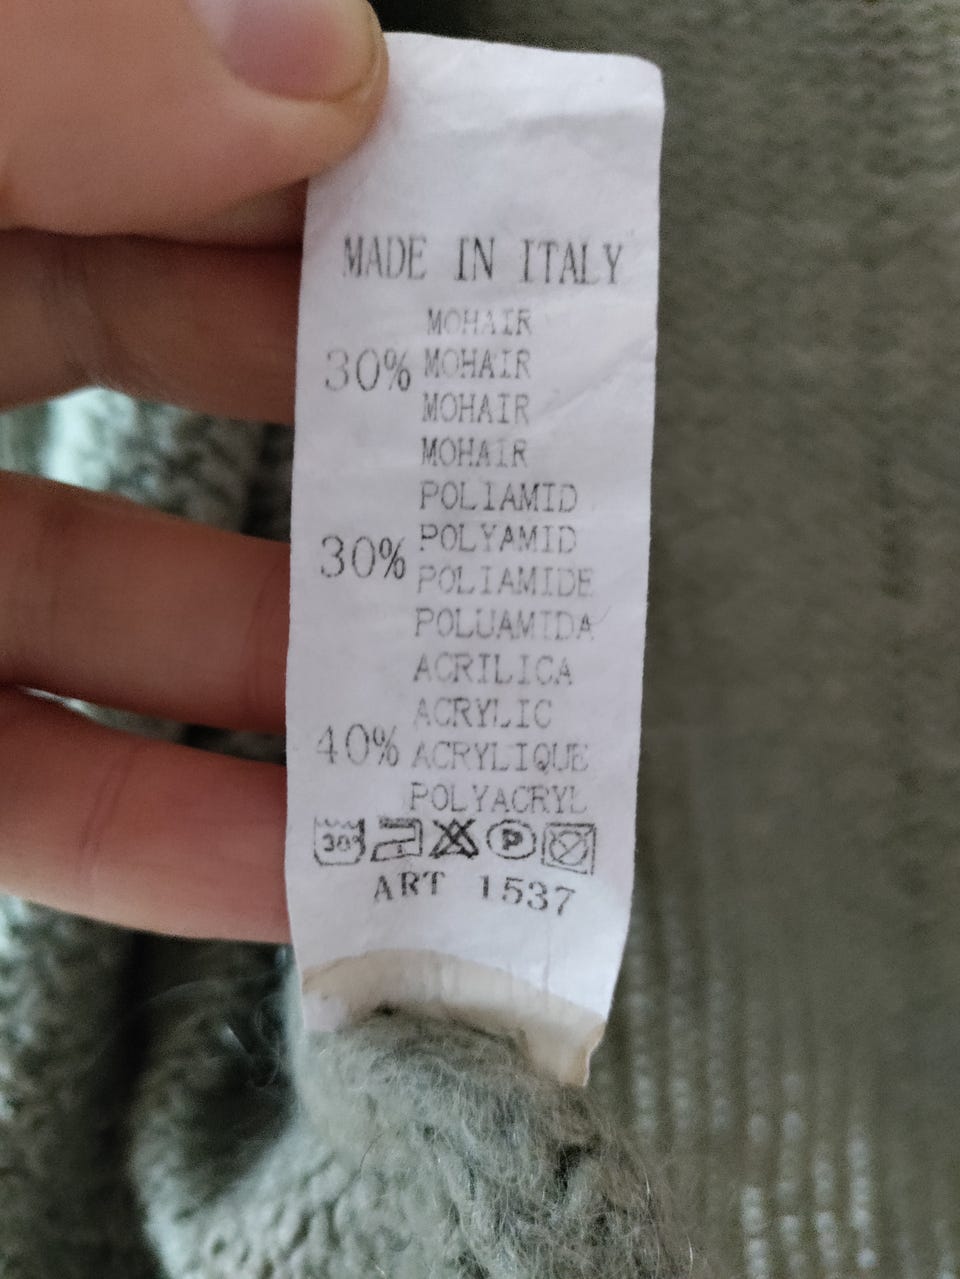 MADE IN ITALY
MOHAIR
30% MOHAIR
MOHAIR
MOHAIR
POLIAMID
30% POLYAMID
POLIAMIDE
POLUAMIDA
ACRILICA
ACRYLIC
40% ACRYLIQUE
POLYACRYL
30° P
ART 1537